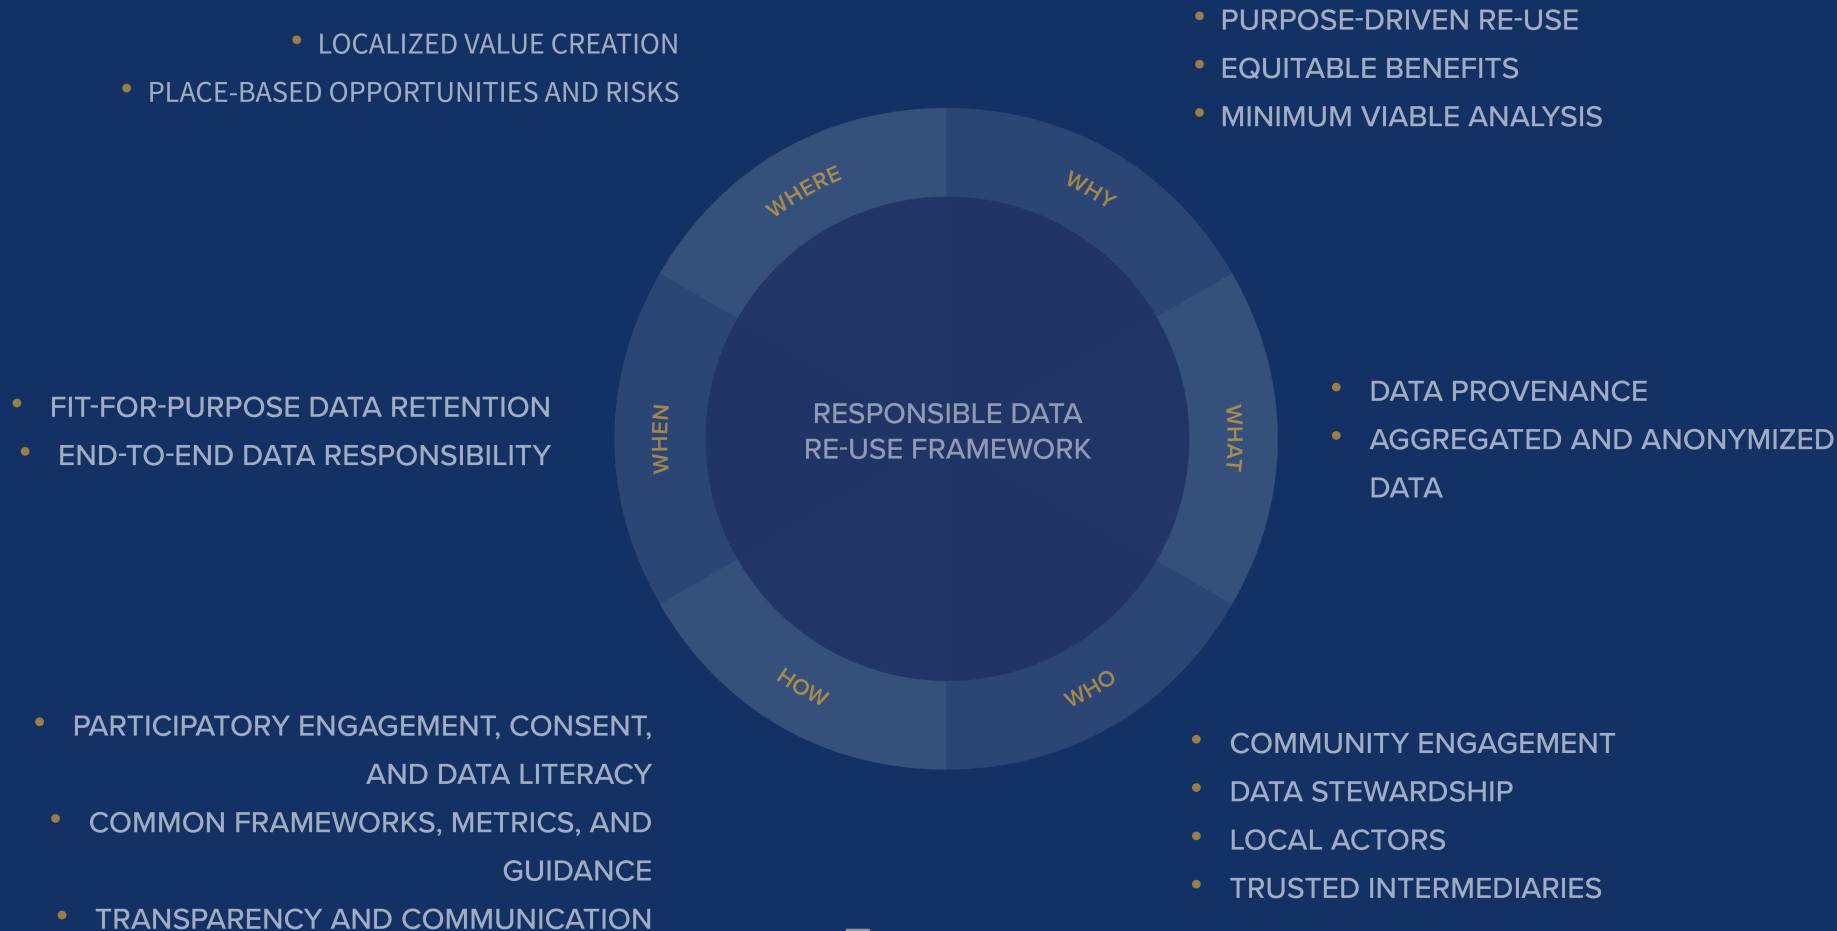 • LOCALIZED VALUE CREATION
• PLACE-BASED OPPORTUNITIES AND RISKS
• PURPOSE-DRIVEN RE-USE
• EQUITABLE BENEFITS
• MINIMUM VIABLE ANALYSIS
WHERE
WHY
• FIT-FOR-PURPOSE DATA RETENTION
• END-TO-END DATA RESPONSIBILITY
WHEN
RESPONSIBLE DATA
RE-USE FRAMEWORK
WHAT
• DATA PROVENANCE
• AGGREGATED AND ANONYMIZED
DATA
HOW
WHO
• PARTICIPATORY ENGAGEMENT, CONSENT,
AND DATA LITERACY
• COMMON FRAMEWORKS, METRICS, AND
GUIDANCE
• TRANSPARENCY AND COMMUNICATION
• COMMUNITY ENGAGEMENT
• DATA STEWARDSHIP
• LOCAL ACTORS
• TRUSTED INTERMEDIARIES